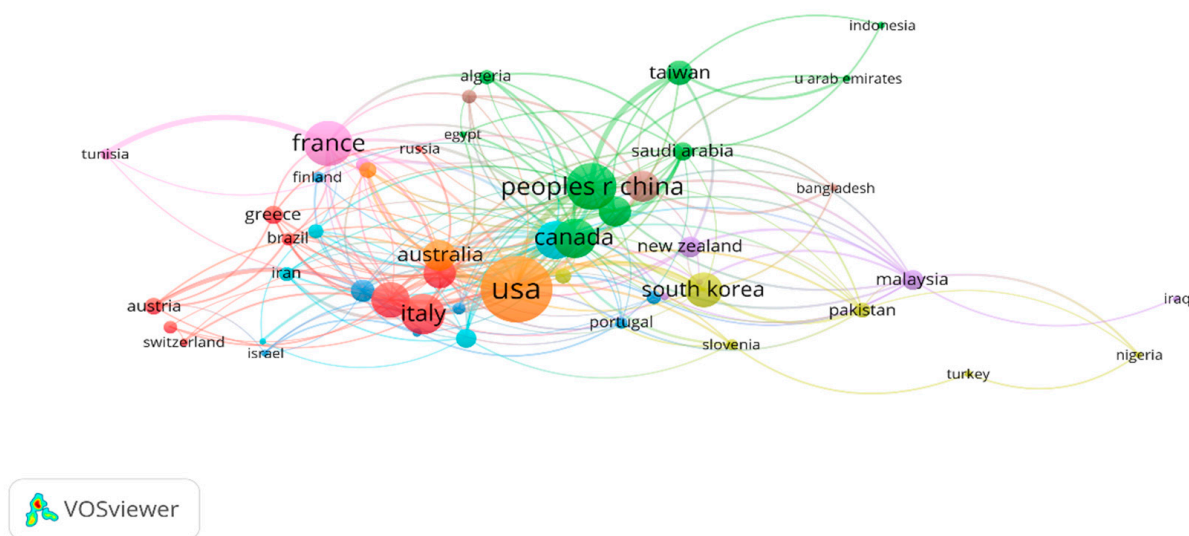 indonesia
taiwan
algeria
u arab emirates
egypt
france
russia
saudi arabia
tunisia
finland
peoples r china
bangladesh
greece
brazil
canada
new zealand
australia
iran
malaysia
usa
south korea
iraq
austria
italy
pakistan
portugal
switzerland
israel
slovenia
nigeria
turkey
VOSviewer